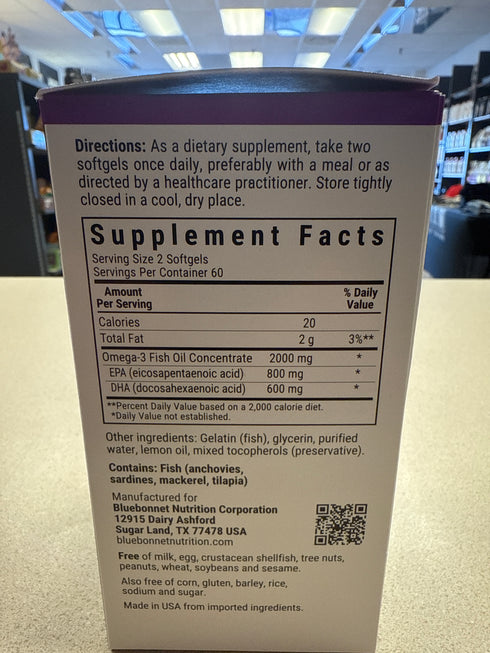 Directions: As a dietary supplement, take two
softgels once daily, preferably with a meal or as
directed by a healthcare practitioner. Store tightly
closed in a cool, dry place.
Supplement Facts
Serving Size 2 Softgels
Servings Per Container 60
Amount Per Serving % Daily Value
Calories 20
Total Fat 2 g 3%**
Omega-3 Fish Oil Concentrate 2000 mg *
EPA (eicosapentaenoic acid) 800 mg *
DHA (docosahexaenoic acid) 600 mg *
**Percent Daily Value based on a 2,000 calorie diet.
*Daily Value not established.
Other ingredients: Gelatin (fish), glycerin, purified
water, lemon oil, mixed tocopherols (preservative).
Contains: Fish (anchovies,
sardines, mackerel, tilapia)
Manufactured for
Bluebonnet Nutrition Corporation
12915 Dairy Ashford
Sugar Land, TX 77478 USA
bluebonnetnutrition.com
Free of milk, egg, crustacean shellfish, tree nuts,
peanuts, wheat, soybeans and sesame.
Also free of corn, gluten, barley, rice,
sodium and sugar.
Made in USA from imported ingredients.